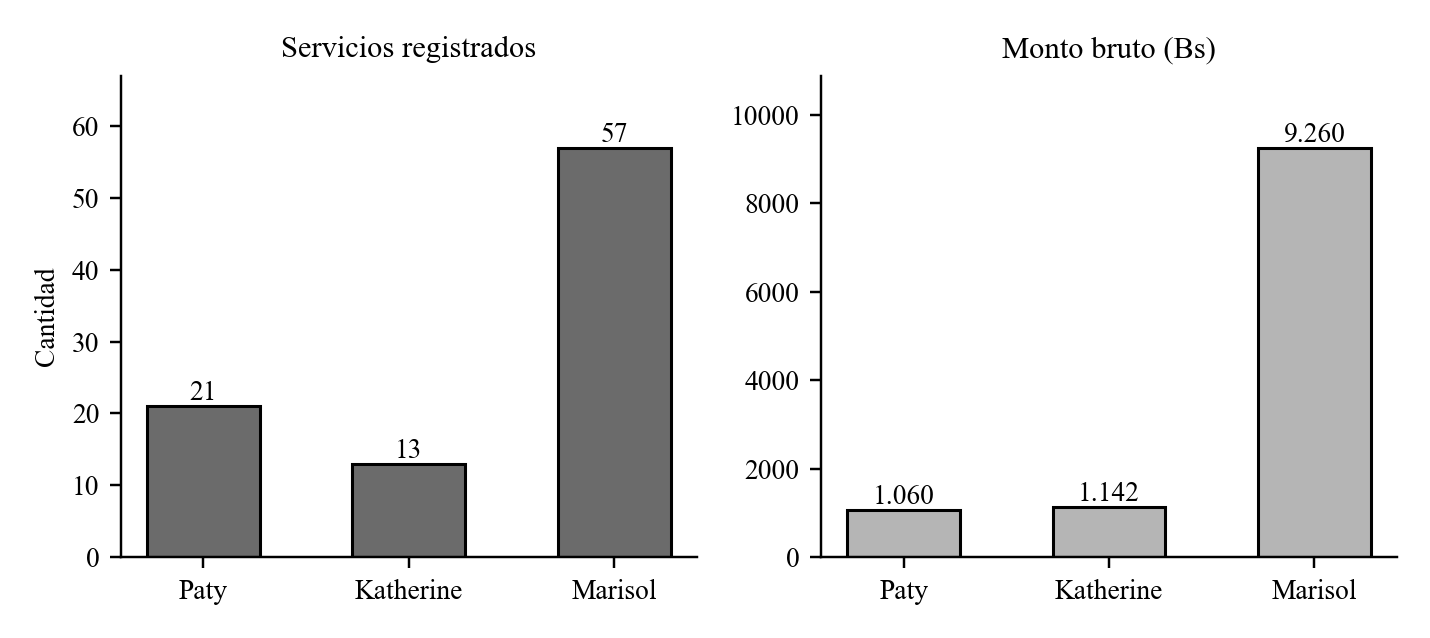 Servicios registrados
Cantidad
60
50
40
30
20
10
0
21
13
57
Paty
Katherine
Marisol
Monto bruto (Bs)
10000
8000
6000
4000
2000
0
1.060
1.142
9.260
Paty
Katherine
Marisol